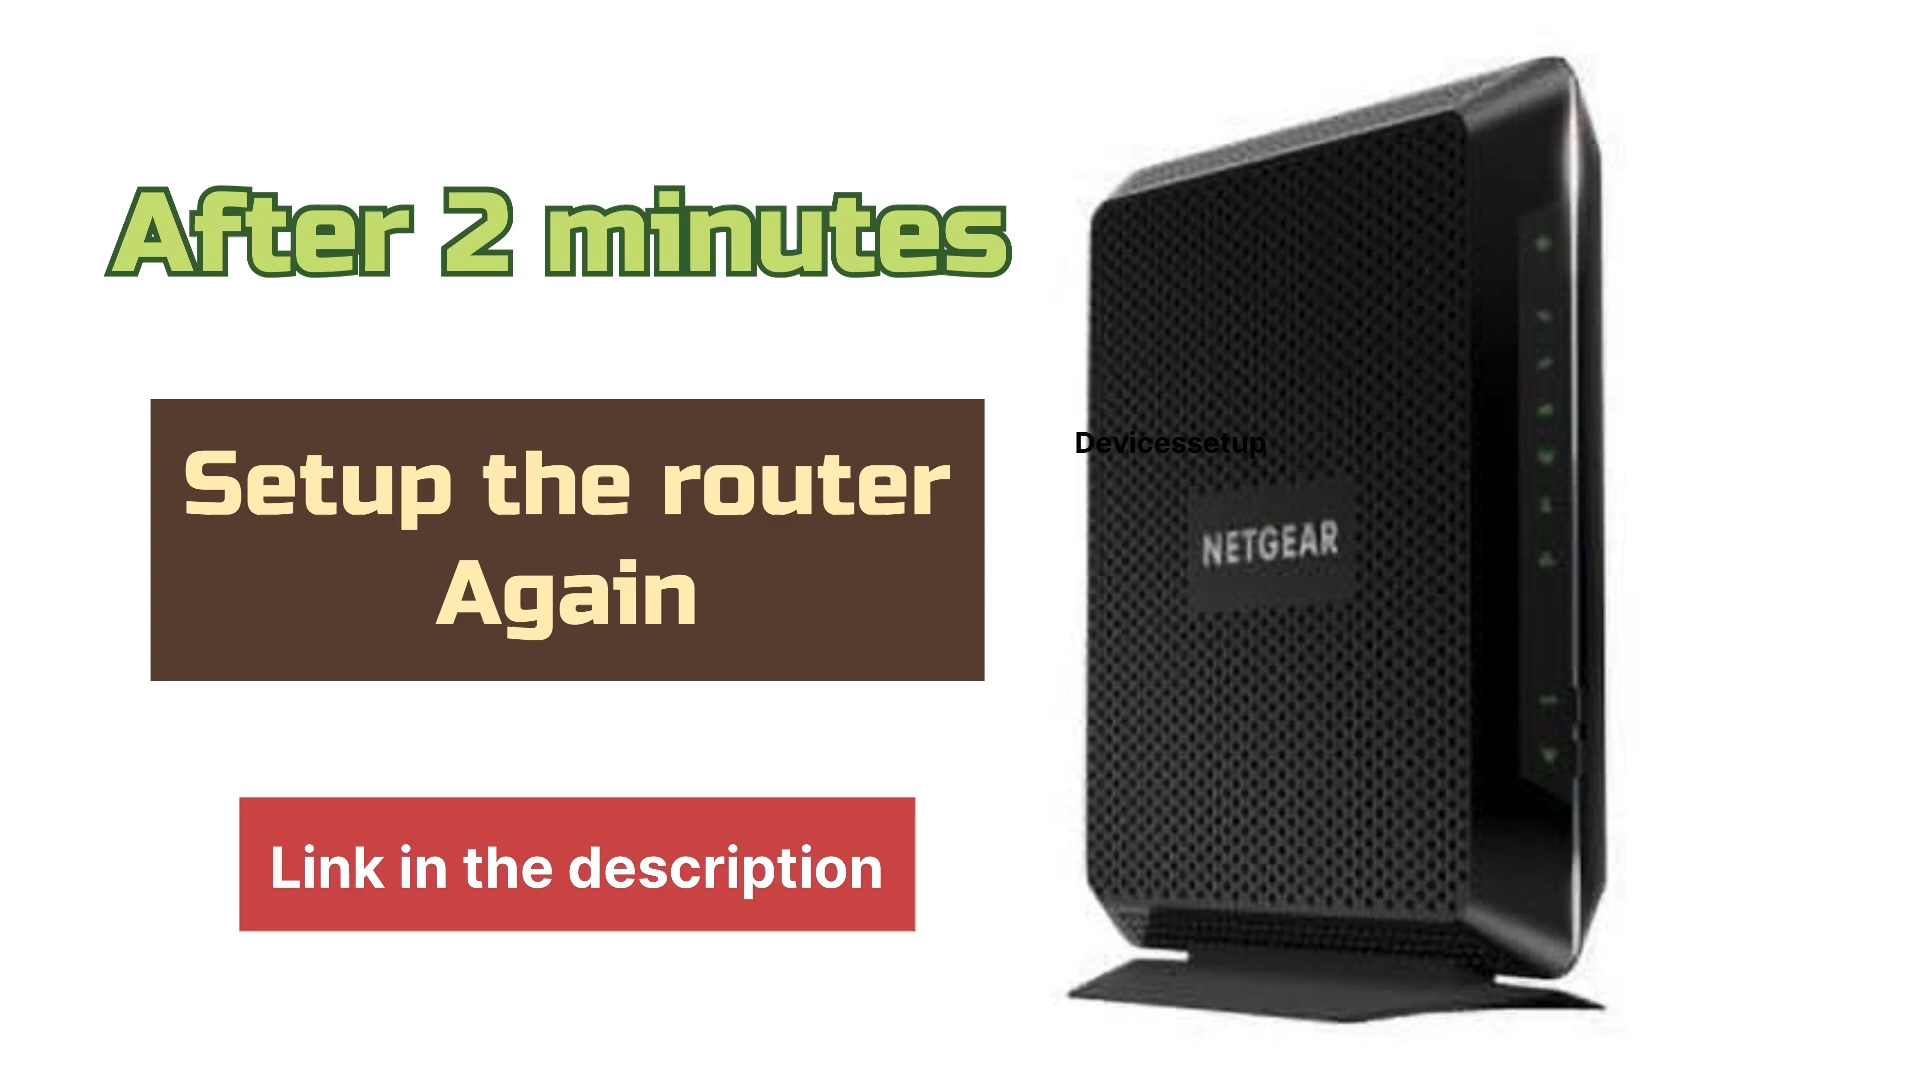 After 2 minutes
Setup the router
Again
Link in the description
Devicessetup
NETGEAR